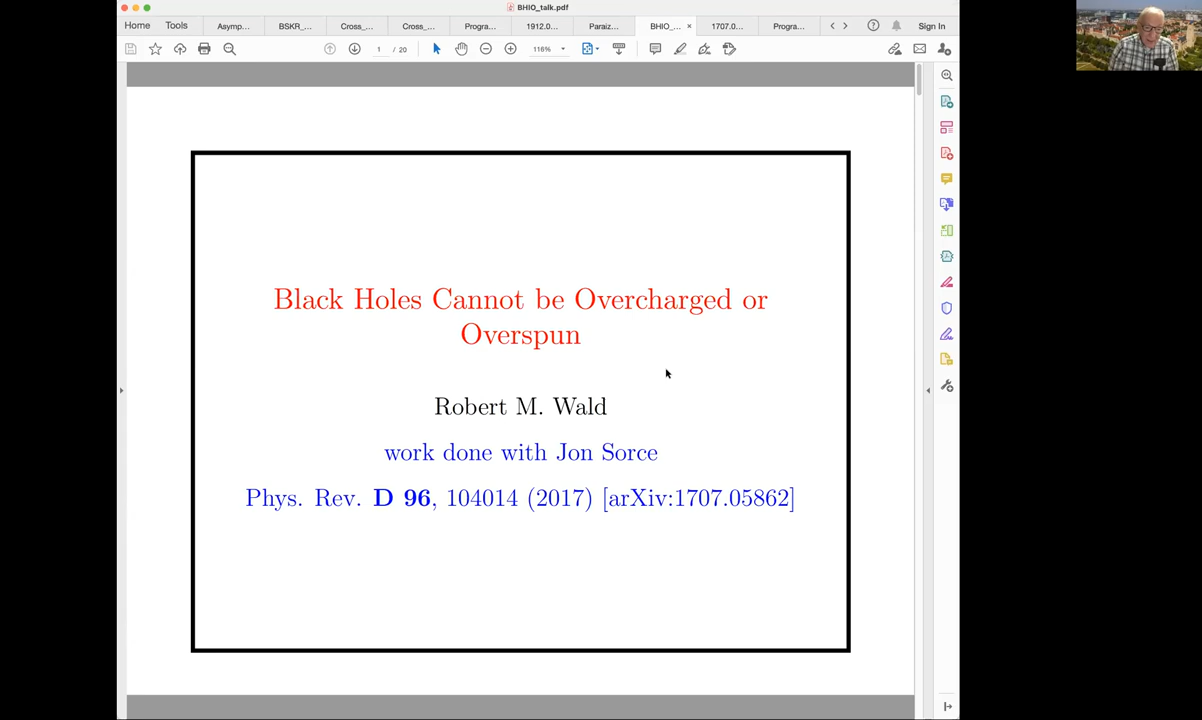 BHIO_talk.pdf
Home Tools Asymp... BSKR_... Cross_... Cross_... Progra... 1912.0... Paraiz... BHIO_... × 1707.0... Progra... Sign In
1 / 20 116%
Black Holes Cannot be Overcharged or
Overspun
Robert M. Wald
work done with Jon Sorce
Phys. Rev. D 96, 104014 (2017) [arXiv:1707.05862]